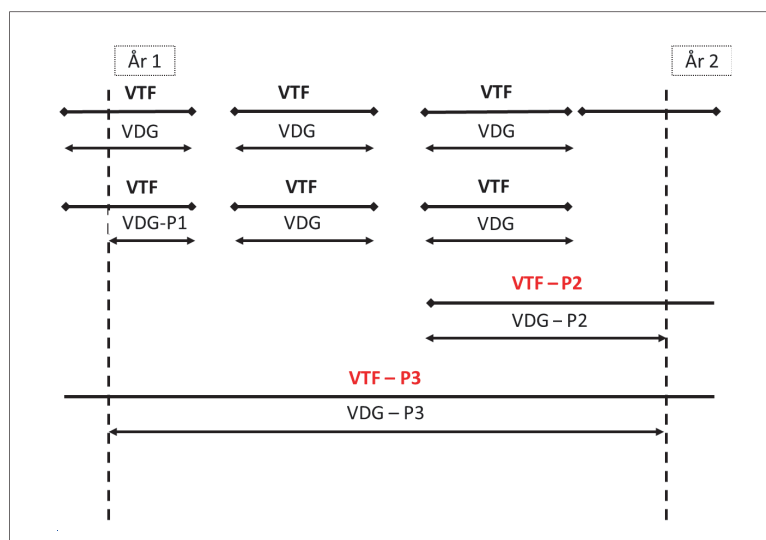 År 1
År 2
VTF
VTF
VTF
VDG
VDG
VDG
VTF
VTF
VTF
VDG-P1
VDG
VDG
VTF – P2
VDG – P2
VTF – P3
VDG – P3